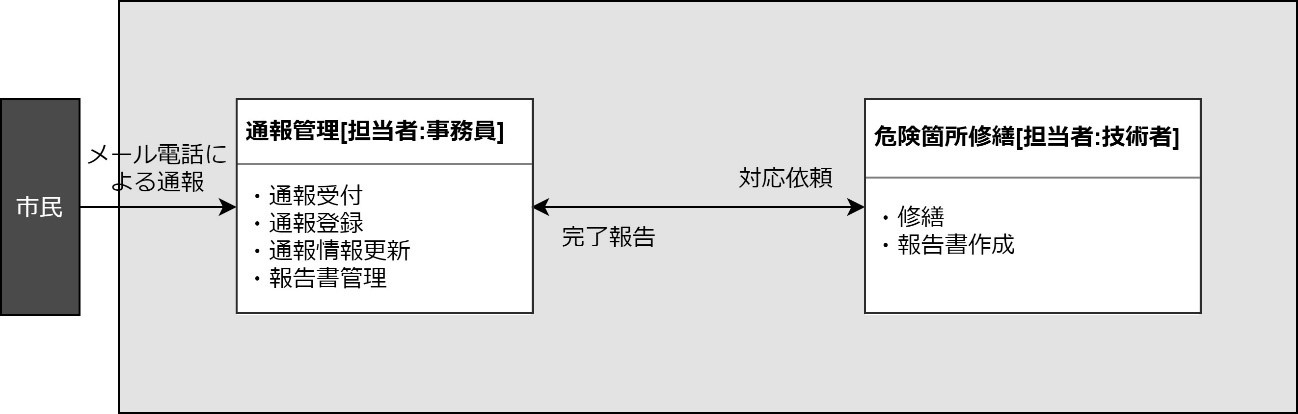 市民
メール電話に
よる通報
通報管理[担当者:事務員]
・通報受付
・通報登録
・通報情報更新
・報告書管理
対応依頼
完了報告
危険箇所修繕[担当者:技術者]
・修繕
・報告書作成